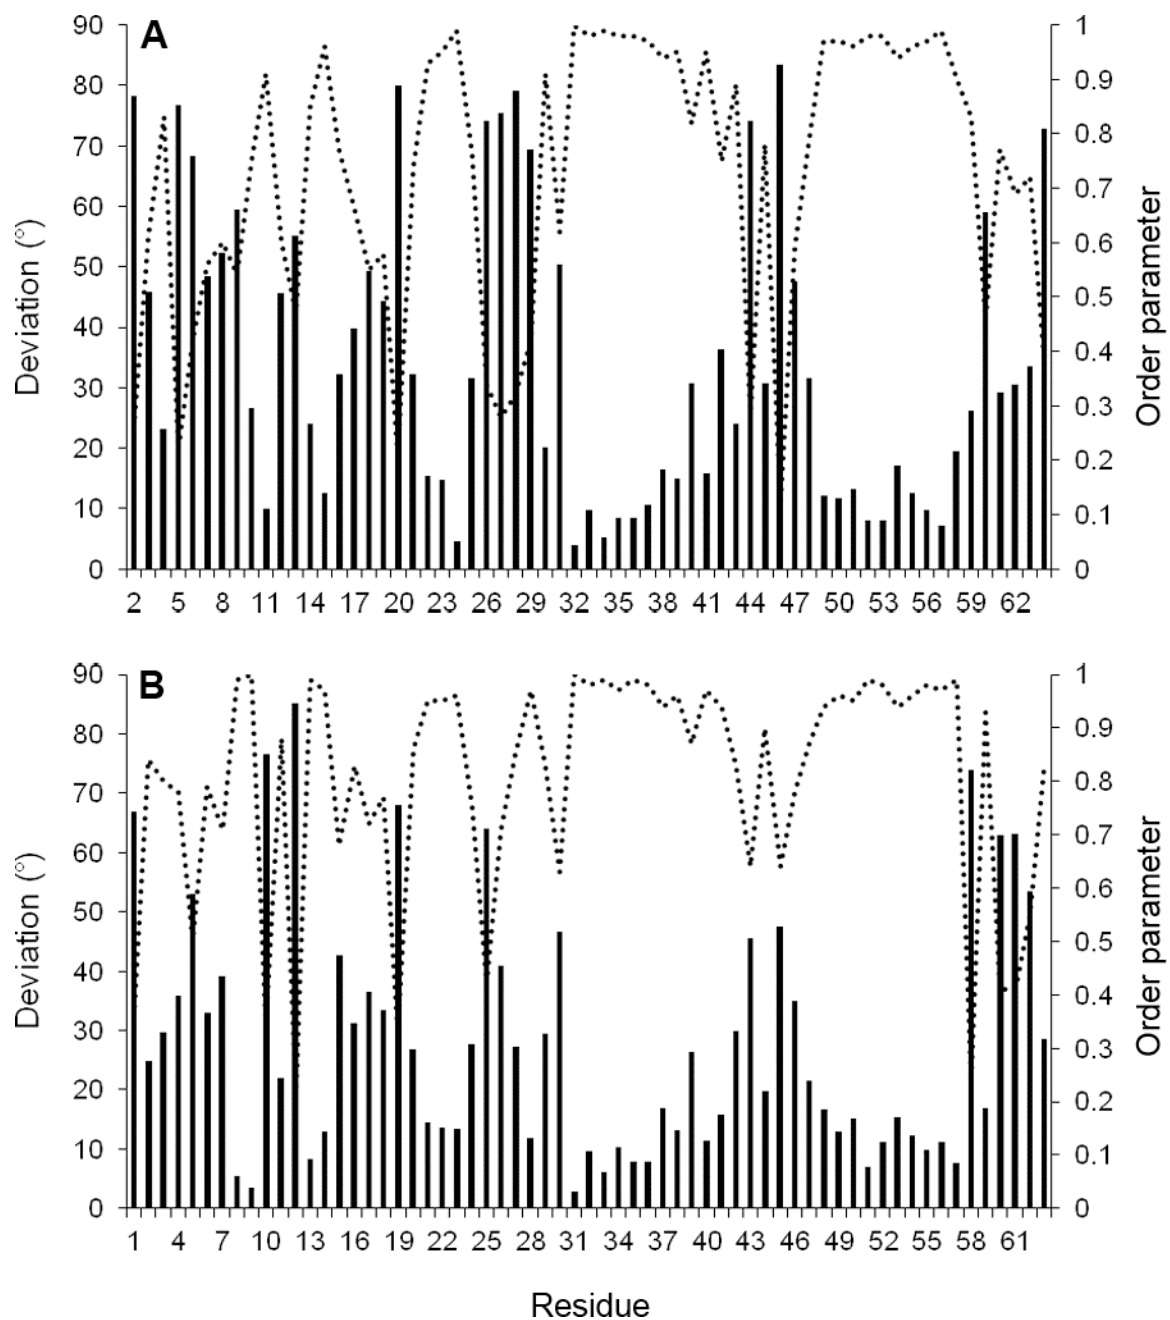 A
90 80 70 60 50 40 30 20 10 0
Deviation (°)
1 0.9 0.8 0.7 0.6 0.5 0.4 0.3 0.2 0.1 0
Order parameter
2 5 8 11 14 17 20 23 26 29 32 35 38 41 44 47 50 53 56 59 62
B
90 80 70 60 50 40 30 20 10 0
Deviation (°)
1 0.9 0.8 0.7 0.6 0.5 0.4 0.3 0.2 0.1 0
Order parameter
1 4 7 10 13 16 19 22 25 28 31 34 37 40 43 46 49 52 55 58 61
Residue